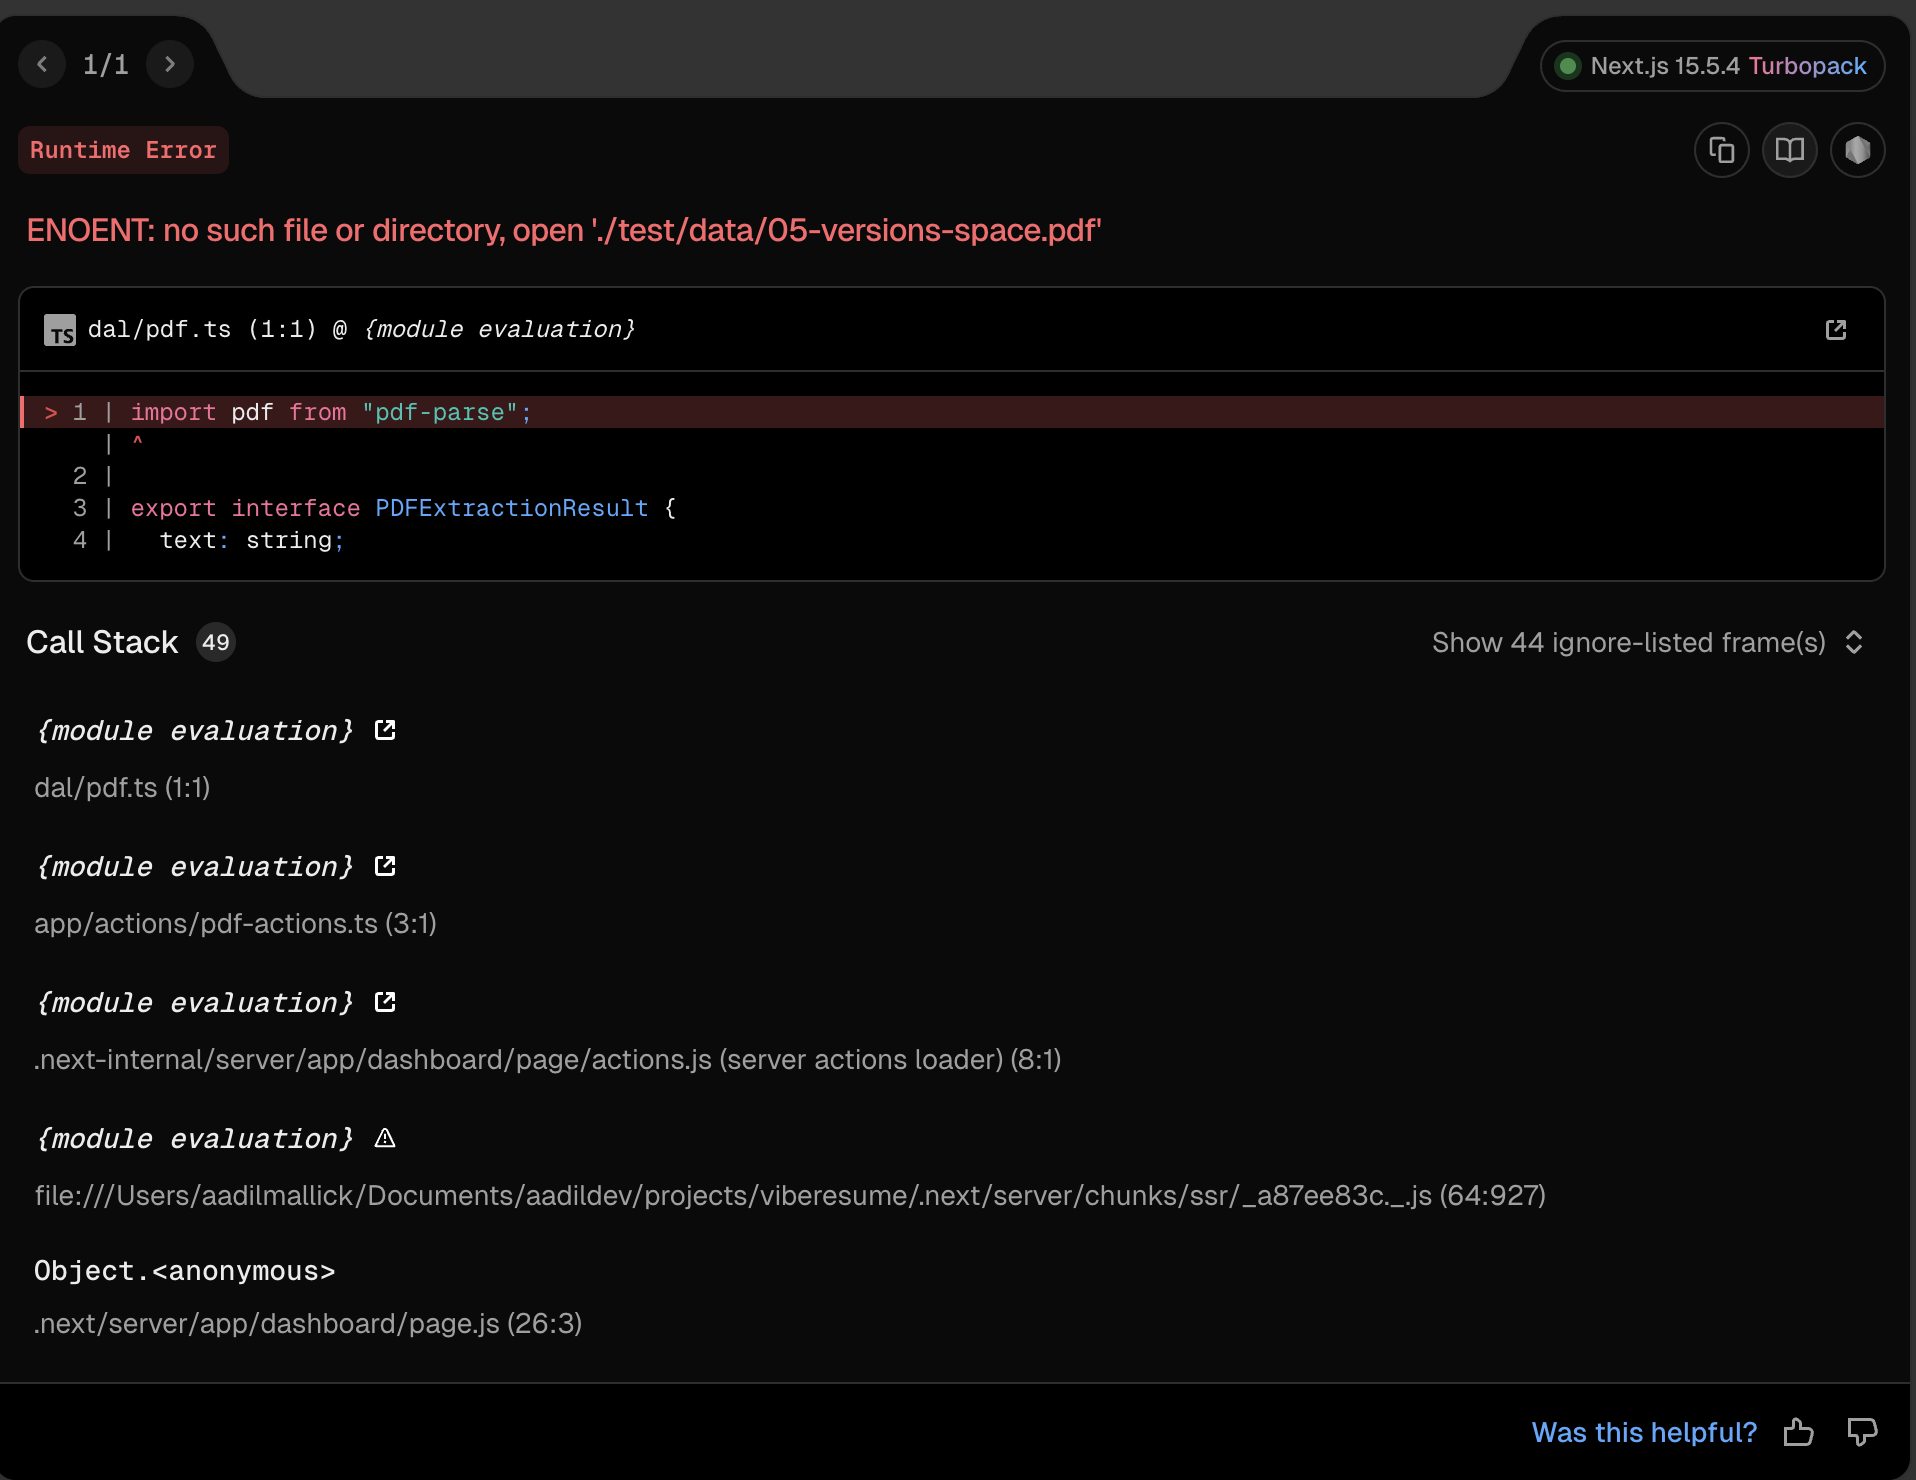 1/1
Next.js 15.5.4 Turbopack
Runtime Error
ENOENT: no such file or directory, open './test/data/05-versions-space.pdf'
TS dal/pdf.ts (1:1) @ {module evaluation}
> 1 | import pdf from "pdf-parse";
| ^
2 |
3 | export interface PDFExtractionResult {
4 |   text: string;
Call Stack 49
Show 44 ignore-listed frame(s)
{module evaluation}
dal/pdf.ts (1:1)
{module evaluation}
app/actions/pdf-actions.ts (3:1)
{module evaluation}
.next-internal/server/app/dashboard/page/actions.js (server actions loader) (8:1)
{module evaluation}
file:///Users/aadilmallick/Documents/aadildev/projects/viberesume/.next/server/chunks/ssr/_a87ee83c._.js (64:927)
Object.<anonymous>
.next/server/app/dashboard/page.js (26:3)
Was this helpful?